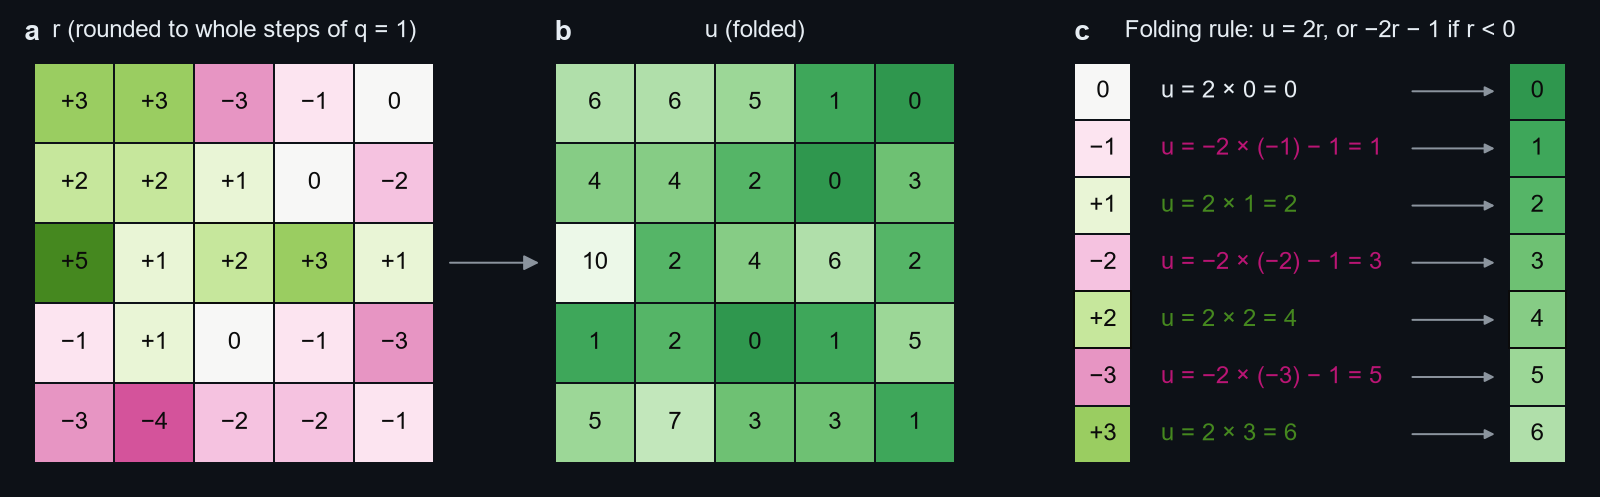 a r (rounded to whole steps of q = 1)
+3 +3 −3 −1 0
+2 +2 +1 0 −2
+5 +1 +2 +3 +1
−1 +1 0 −1 −3
−3 −4 −2 −2 −1
b u (folded)
6 6 5 1 0
4 4 2 0 3
10 2 4 6 2
1 2 0 1 5
5 7 3 3 1
c Folding rule: u = 2r, or −2r − 1 if r < 0
0 u = 2 × 0 = 0 0
−1 u = −2 × (−1) − 1 = 1 1
+1 u = 2 × 1 = 2 2
−2 u = −2 × (−2) − 1 = 3 3
+2 u = 2 × 2 = 4 4
−3 u = −2 × (−3) − 1 = 5 5
+3 u = 2 × 3 = 6 6